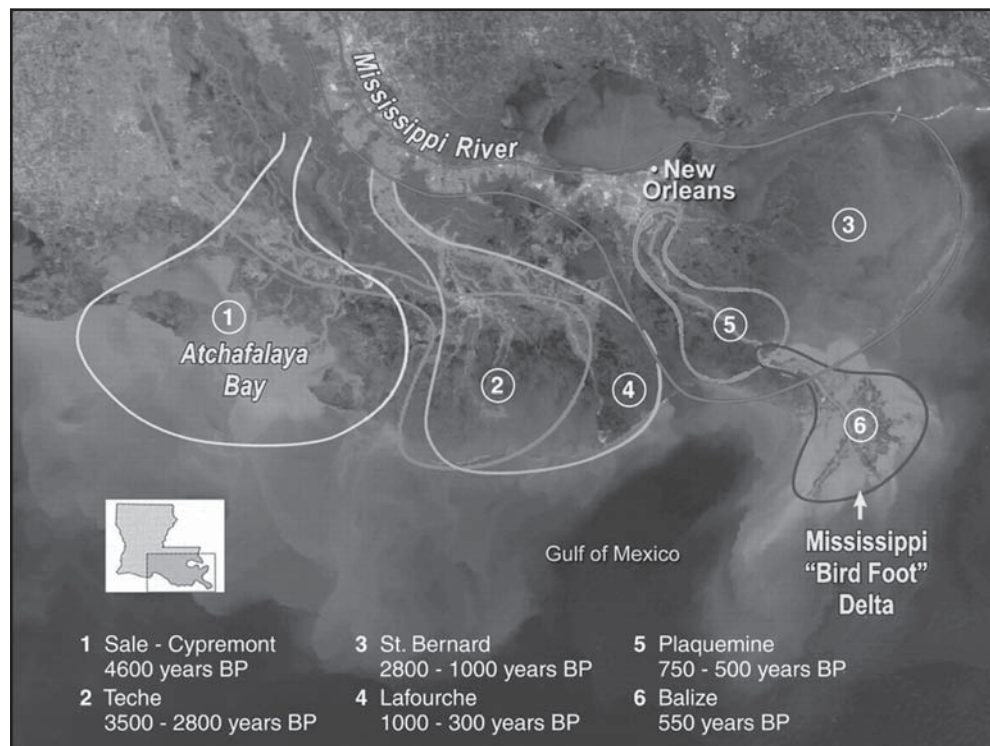 Mississippi River
New
Orleans
3
1
Atchafalaya
Bay
5
2
4
6
Mississippi
“Bird Foot”
Delta
Gulf of Mexico
1 Sale - Cypremont
4600 years BP
2 Teche
3500 - 2800 years BP
3 St. Bernard
2800 - 1000 years BP
4 Lafourche
1000 - 300 years BP
5 Plaquemine
750 - 500 years BP
6 Balize
550 years BP